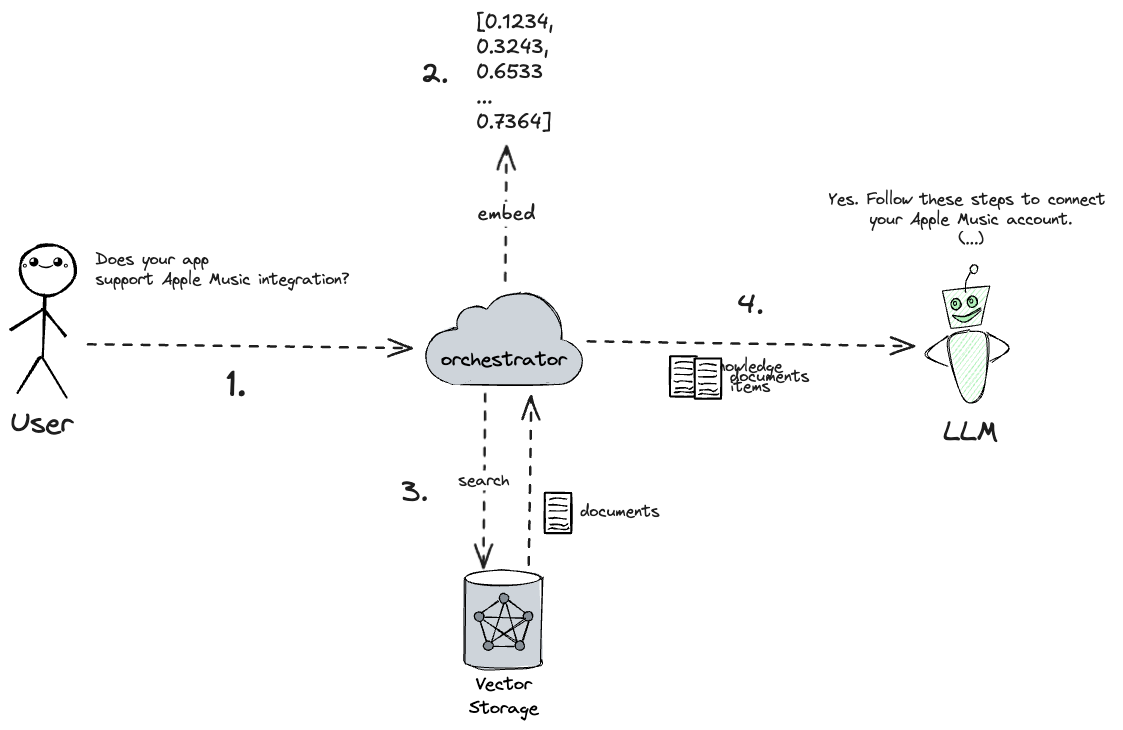 [0.1234,
0.3243,
0.6533
...
0.7364]
2.
embed
Does your app
support Apple Music integration?
1.
User
orchestrator
3.
search
documents
Vector
Storage
4.
documents
items
Yes. Follow these steps to connect
your Apple Music account.
(...)
LLM